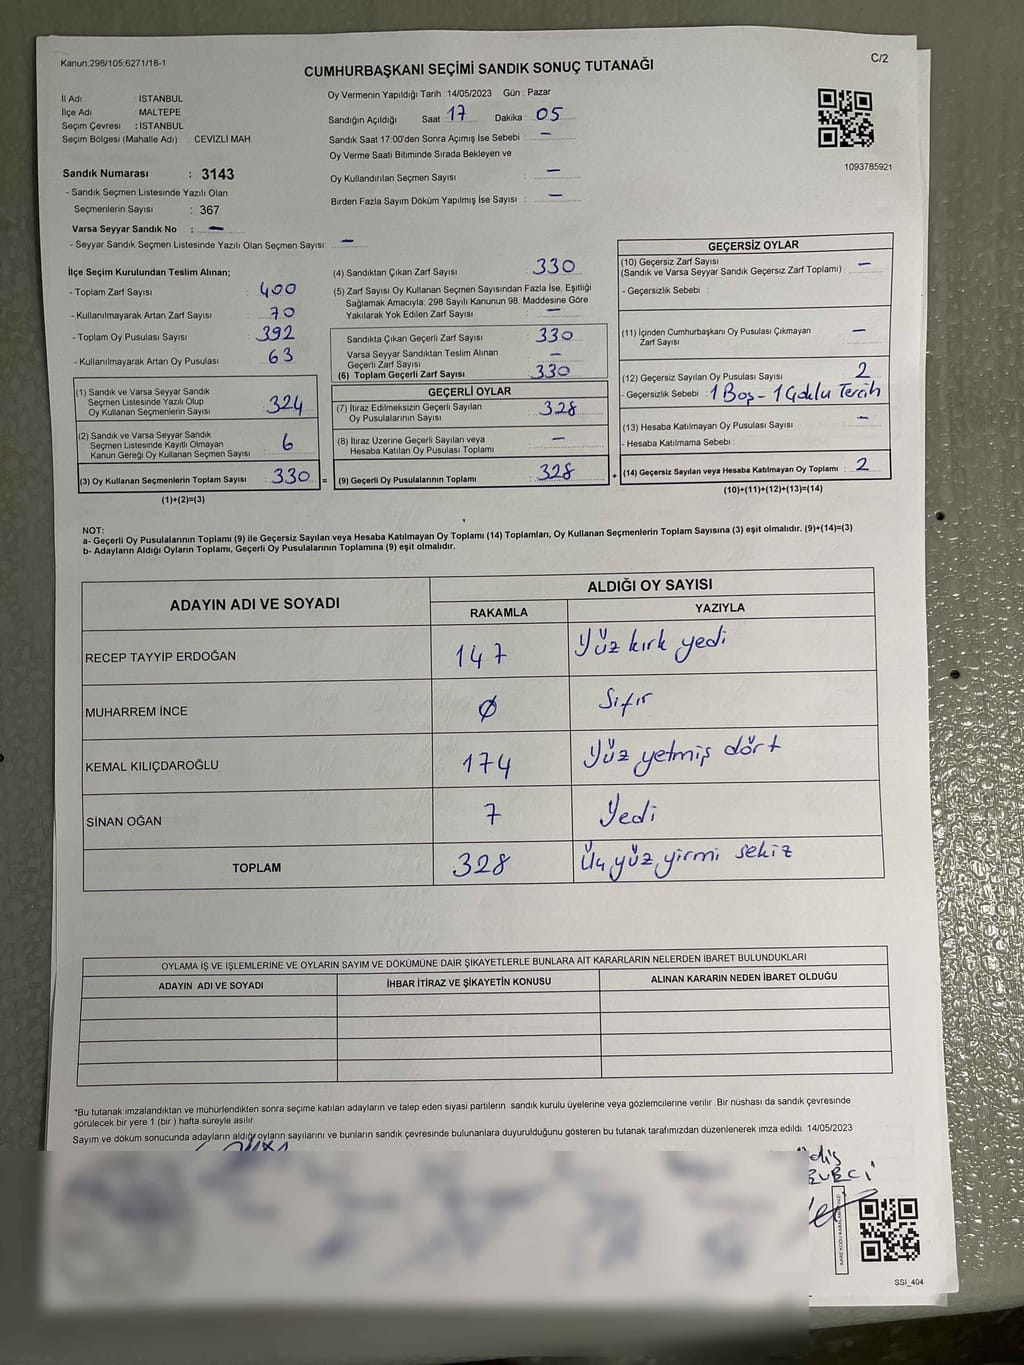 Kanun:298/105;6271/18-1
C/2
CUMHURBAŞKANI SEÇİMİ SANDIK SONUÇ TUTANAĞI
İl Adı : İSTANBUL
İlçe Adı : MALTEPE
Seçim Çevresi : İSTANBUL
Seçim Bölgesi (Mahalle Adı) : CEVİZLİ MAH.
Oy Vermenin Yapıldığı Tarih : 14/05/2023 Gün : Pazar
Sandığın Açıldığı Saat : 17 Dakika : 05
Sandık Saat 17:00'den Sonra Açımış İse Sebebi : —
Oy Verme Saati Bitiminde Sırada Bekleyen ve
Oy Kullandırılan Seçmen Sayısı : —
Birden Fazla Sayım Döküm Yapılmış İse Sayısı : —
1093785921
Sandık Numarası : 3143
- Sandık Seçmen Listesinde Yazılı Olan
Seçmenlerin Sayısı : 367
Varsa Seyyar Sandık No : —
- Seyyar Sandık Seçmen Listesinde Yazılı Olan Seçmen Sayısı: —
İlçe Seçim Kurulundan Teslim Alınan;
- Toplam Zarf Sayısı : 400
- Kullanılmayarak Artan Zarf Sayısı : 70
- Toplam Oy Pusulası Sayısı : 392
- Kullanılmayarak Artan Oy Pusulası : 63
(1) Sandık ve Varsa Seyyar Sandık
Seçmen Listesinde Yazılı Olup
Oy Kullanan Seçmenlerin Sayısı : 324
(2) Sandık ve Varsa Seyyar Sandık
Seçmen Listesinde Kayıtlı Olmayan
Kanun Gereği Oy Kullanan Seçmen Sayısı : 6
(3) Oy Kullanan Seçmenlerin Toplam Sayısı : 330 =
(1)+(2)=(3)
(4) Sandıktan Çıkan Zarf Sayısı : 330
(5) Zarf Sayısı Oy Kullanan Seçmen Sayısından Fazla İse, Eşitliği
Sağlamak Amacıyla; 298 Sayılı Kanunun 98. Maddesine Göre
Yakılarak Yok Edilen Zarf Sayısı : —
Sandıkta Çıkan Geçerli Zarf Sayısı : 330
Varsa Seyyar Sandıktan Teslim Alınan
Geçerli Zarf Sayısı : —
(6) Toplam Geçerli Zarf Sayısı : 330
GEÇERLİ OYLAR
(7) İtiraz Edilmeksizin Geçerli Sayılan
Oy Pusulalarının Sayısı : 328
(8) İtiraz Üzerine Geçerli Sayılan veya
Hesaba Katılan Oy Pusulası Toplamı : —
(9) Geçerli Oy Pusulalarının Toplamı : 328 +
GEÇERSİZ OYLAR
(10) Geçersiz Zarf Sayısı : —
(Sandık ve Varsa Seyyar Sandık Geçersiz Zarf Toplamı)
- Geçersizlik Sebebi :
(11) İçinden Cumhurbaşkanı Oy Pusulası Çıkmayan
Zarf Sayısı : —
(12) Geçersiz Sayılan Oy Pusulası Sayısı : 2
- Geçersizlik Sebebi : 1 Boş - 1 Çoklu Tercih
(13) Hesaba Katılmayan Oy Pusulası Sayısı : —
- Hesaba Katılmama Sebebi :
(14) Geçersiz Sayılan veya Hesaba Katılmayan Oy Toplamı : 2
(10)+(11)+(12)+(13)=(14)
NOT:
a- Geçerli Oy Pusulalarının Toplamı (9) ile Geçersiz Sayılan veya Hesaba Katılmayan Oy Toplamı (14) Toplamları, Oy Kullanan Seçmenlerin Toplam Sayısına (3) eşit olmalıdır. (9)+(14)=(3)
b- Adayların Aldığı Oyların Toplamı, Geçerli Oy Pusulalarının Toplamına (9) eşit olmalıdır.
ADAYIN ADI VE SOYADI
ALDIĞI OY SAYISI
RAKAMLA YAZIYLA
RECEP TAYYİP ERDOĞAN 147 Yüz kırk yedi
MUHARREM İNCE 0 Sıfır
KEMAL KILIÇDAROĞLU 174 Yüz yetmiş dört
SİNAN OĞAN 7 Yedi
TOPLAM 328 Üç yüz yirmi sekiz
OYLAMA İŞ VE İŞLEMLERİNE VE OYLARIN SAYIM VE DÖKÜMÜNE DAİR ŞİKAYETLERLE BUNLARA AİT KARARLARIN NELERDEN İBARET BULUNDUKLARI
ADAYIN ADI VE SOYADI İHBAR İTİRAZ VE ŞİKAYETİN KONUSU ALINAN KARARIN NEDEN İBARET OLDUĞU
*Bu tutanak imzalandıktan ve mühürlendikten sonra seçime katılan adayların ve talep eden siyasi partilerin sandık kurulu üyelerine veya gözlemcilerine verilir. Bir nüshası da sandık çevresinde
görülecek bir yere 1 (bir ) hafta süreyle asılır.
Sayım ve döküm sonucunda adayların aldığı oyların sayılarını ve bunların sandık çevresinde bulunanlara duyurulduğunu gösteren bu tutanak tarafımızdan düzenlenerek imza edildi. 14/05/2023
SSI_404